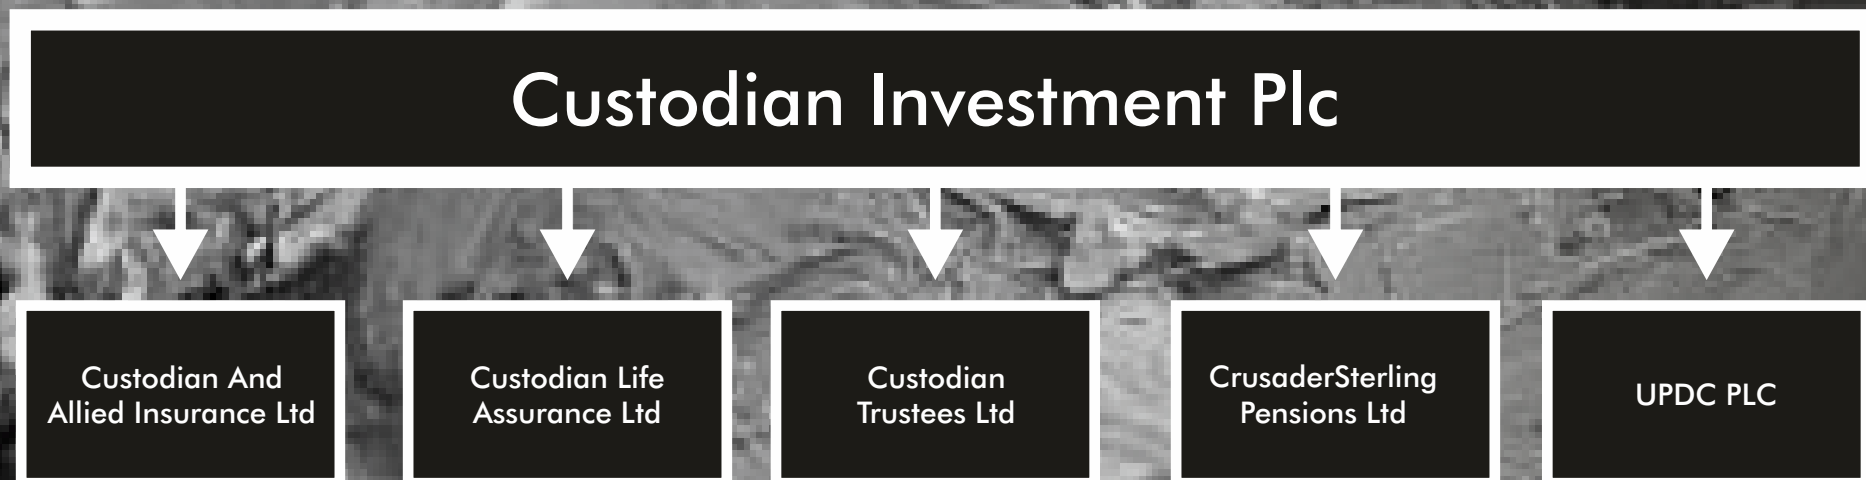 Custodian Investment Plc
Custodian And
Allied Insurance Ltd
Custodian Life
Assurance Ltd
Custodian
Trustees Ltd
CrusaderSterling
Pensions Ltd
UPDC PLC